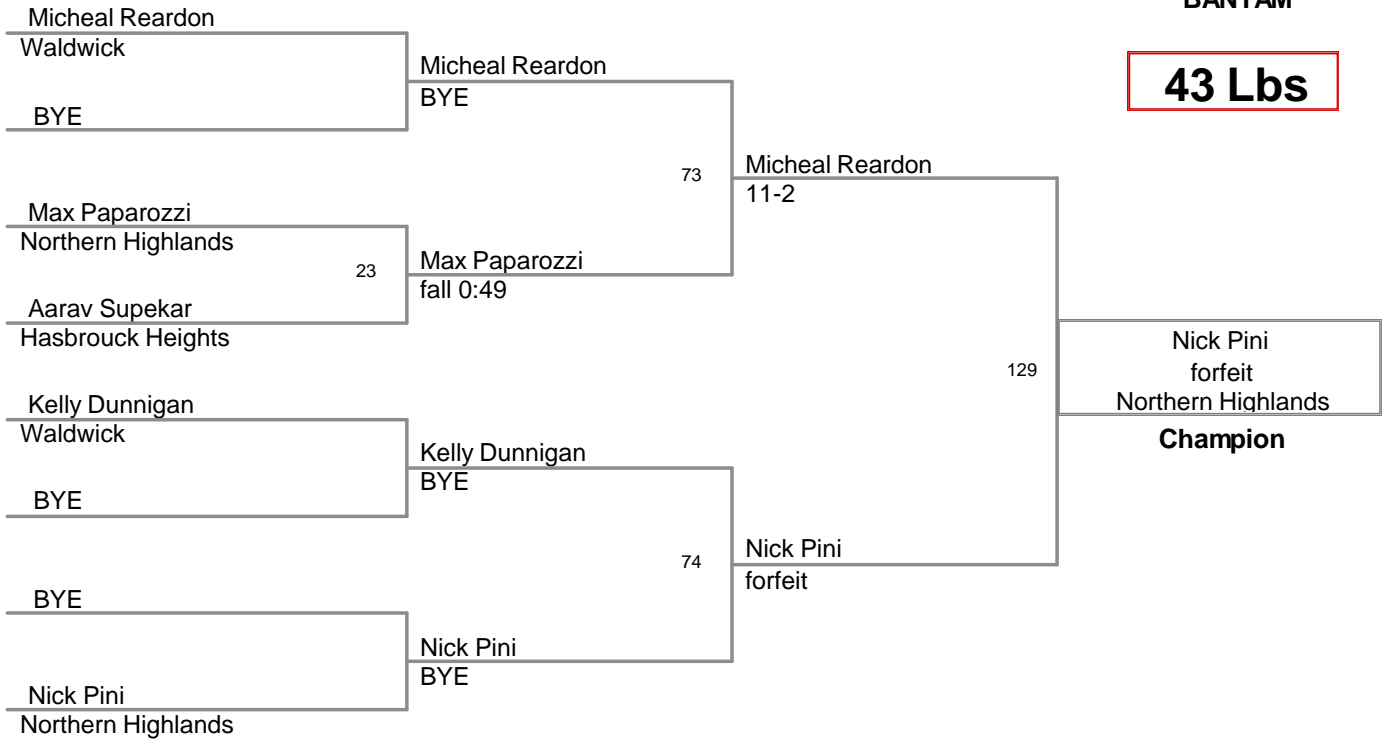 BANTAM
43 Lbs
Micheal Reardon
Waldwick
BYE
Max Paparozzi
Northern Highlands
23
Aarav Supekar
Hasbrouck Heights
Kelly Dunnigan
Waldwick
BYE
BYE
Nick Pini
Northern Highlands
Micheal Reardon
BYE
73
Max Paparozzi
fall 0:49
Kelly Dunnigan
BYE
74
Nick Pini
BYE
Micheal Reardon
11-2
129
Nick Pini
forfeit
Nick Pini
forfeit
Northern Highlands
Champion